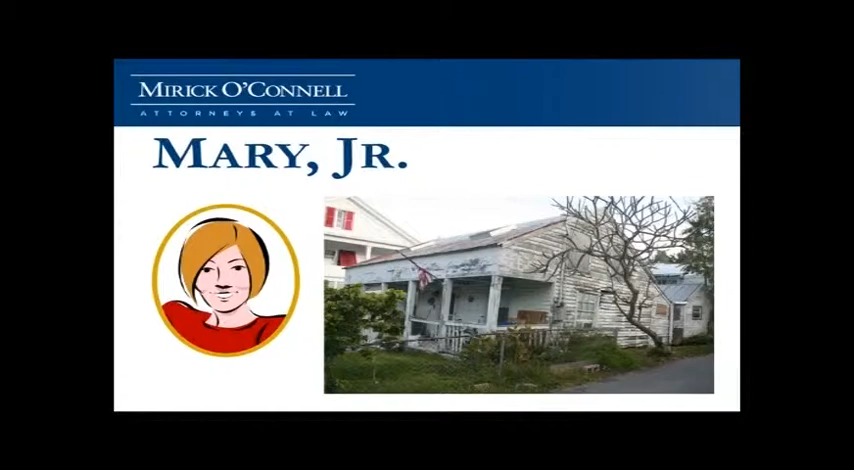 MIRICK O'CONNELL
ATTORNEYS AT LAW
MARY, JR.